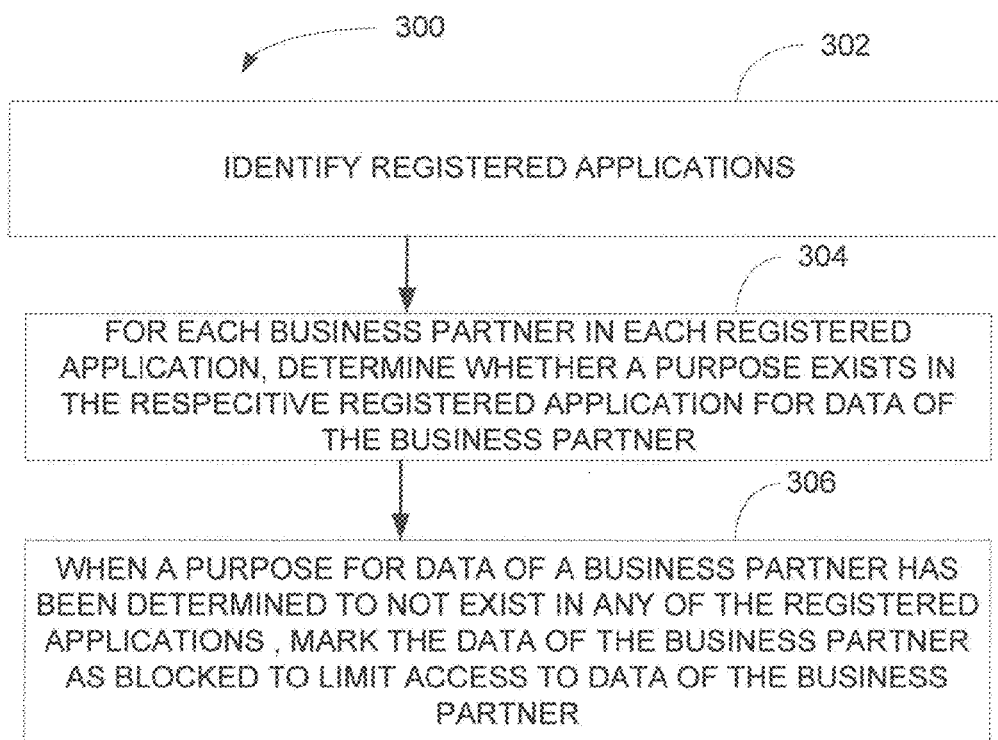 300
302
IDENTIFY REGISTERED APPLICATIONS
304
FOR EACH BUSINESS PARTNER IN EACH REGISTERED
APPLICATION, DETERMINE WHETHER A PURPOSE EXISTS IN
THE RESPECITIVE REGISTERED APPLICATION FOR DATA OF
THE BUSINESS PARTNER
306
WHEN A PURPOSE FOR DATA OF A BUSINESS PARTNER HAS
BEEN DETERMINED TO NOT EXIST IN ANY OF THE REGISTERED
APPLICATIONS , MARK THE DATA OF THE BUSINESS PARTNER
AS BLOCKED TO LIMIT ACCESS TO DATA OF THE BUSINESS
PARTNER